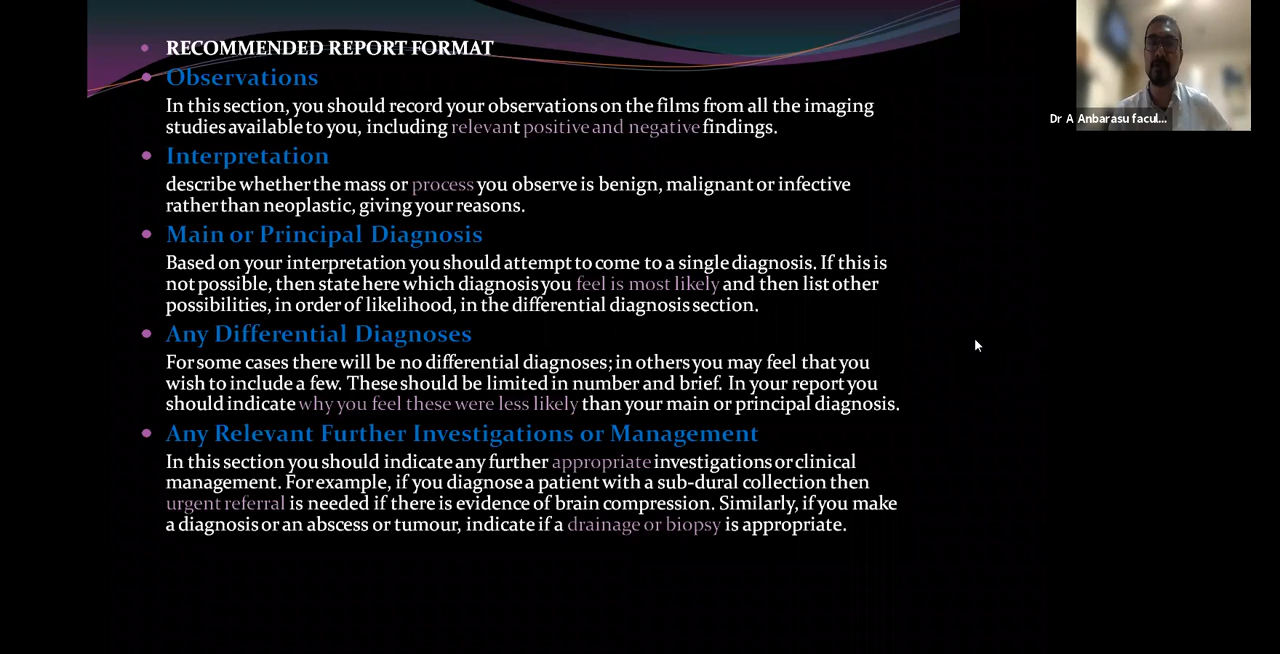 RECOMMENDED REPORT FORMAT
Observations
In this section, you should record your observations on the films from all the imaging
studies available to you, including relevant positive and negative findings.
Interpretation
describe whether the mass or process you observe is benign, malignant or infective
rather than neoplastic, giving your reasons.
Main or Principal Diagnosis
Based on your interpretation you should attempt to come to a single diagnosis. If this is
not possible, then state here which diagnosis you feel is most likely and then list other
possibilities, in order of likelihood, in the differential diagnosis section.
Any Differential Diagnoses
For some cases there will be no differential diagnoses; in others you may feel that you
wish to include a few. These should be limited in number and brief. In your report you
should indicate why you feel these were less likely than your main or principal diagnosis.
Any Relevant Further Investigations or Management
In this section you should indicate any further appropriate investigations or clinical
management. For example, if you diagnose a patient with a sub-dural collection then
urgent referral is needed if there is evidence of brain compression. Similarly, if you make
a diagnosis or an abscess or tumour, indicate if a drainage or biopsy is appropriate.
Dr A Anbarasu facul...